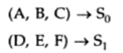 (A, B, C) → S₀
(D, E, F) → S₁